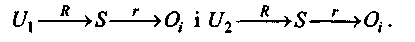 U₁ —R→ S —r→ Oᵢ і U₂ —R→ S —r→ Oᵢ.